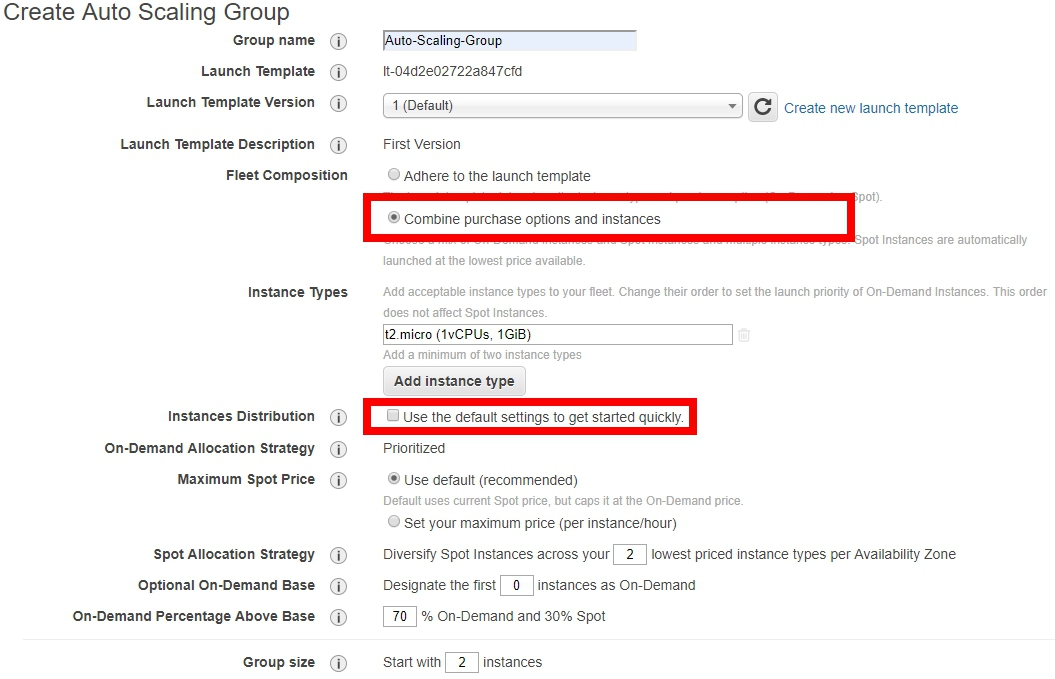 Create Auto Scaling Group
Group name i Auto-Scaling-Group
Launch Template i lt-04d2e02722a847cfd
Launch Template Version i 1 (Default) Create new launch template
Launch Template Description i First Version
Fleet Composition Adhere to the launch template
Spot).
Combine purchase options and instances
Spot Instances are automatically
launched at the lowest price available.
Instance Types Add acceptable instance types to your fleet. Change their order to set the launch priority of On-Demand Instances. This order
does not affect Spot Instances.
t2.micro (1vCPUs, 1GiB)
Add a minimum of two instance types
Add instance type
Instances Distribution i Use the default settings to get started quickly.
On-Demand Allocation Strategy i Prioritized
Maximum Spot Price i Use default (recommended)
Default uses current Spot price, but caps it at the On-Demand price.
Set your maximum price (per instance/hour)
Spot Allocation Strategy i Diversify Spot Instances across your 2 lowest priced instance types per Availability Zone
Optional On-Demand Base i Designate the first 0 instances as On-Demand
On-Demand Percentage Above Base i 70 % On-Demand and 30% Spot
Group size i Start with 2 instances